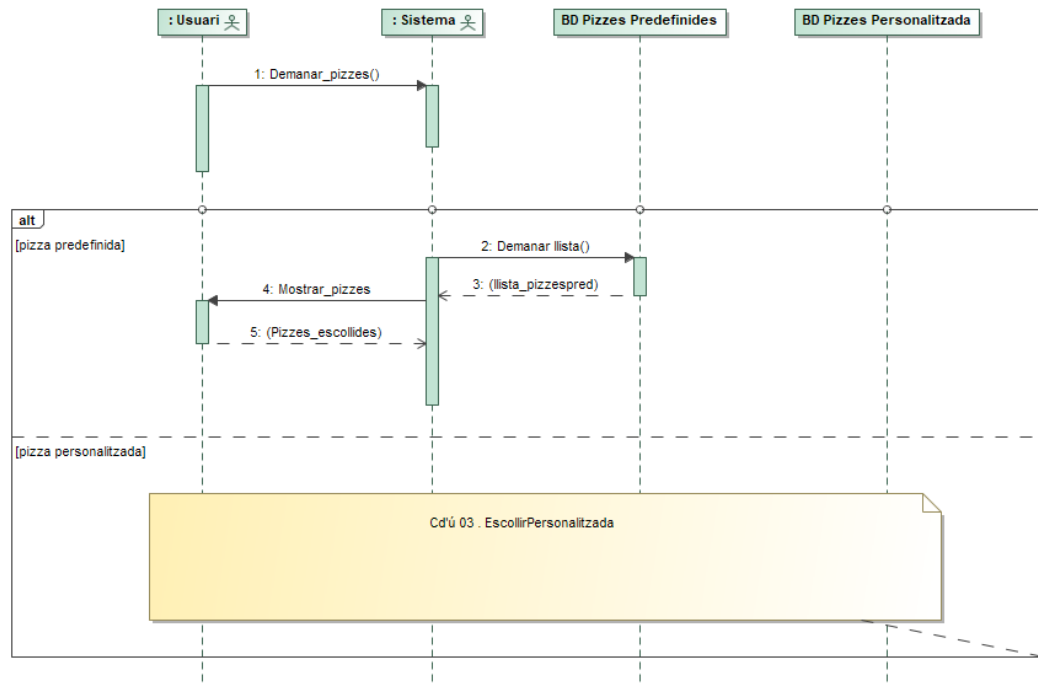 : Usuari
: Sistema
BD Pizzes Predefinides
BD Pizzes Personalitzada
1: Demanar_pizzes()
alt
[pizza predefinida]
2: Demanar llista()
3: (llista_pizzespred)
4: Mostrar_pizzes
5: (Pizzes_escollides)
[pizza personalitzada]
Cd'ú 03 . EscollirPersonalitzada